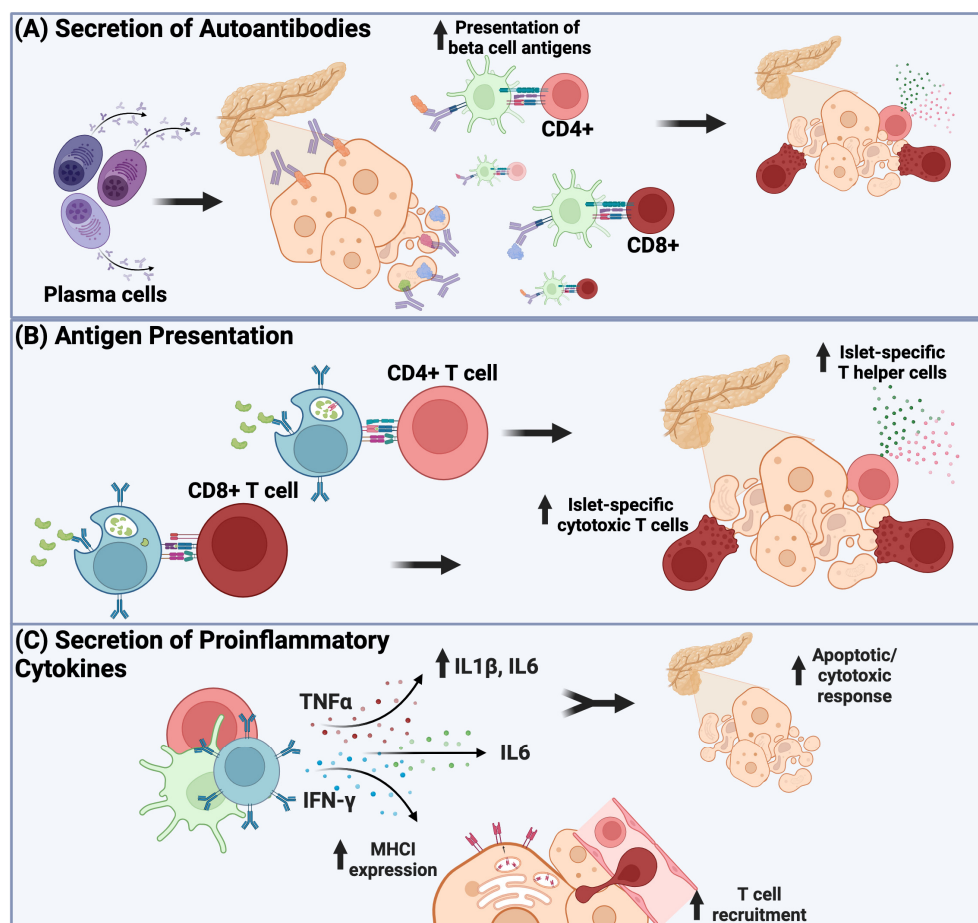 (A) Secretion of Autoantibodies
Presentation of
beta cell antigens
CD4+
CD8+
Plasma cells
(B) Antigen Presentation
CD4+ T cell
CD8+ T cell
Islet-specific
T helper cells
Islet-specific
cytotoxic T cells
(C) Secretion of Proinflammatory
Cytokines
TNFα
IL1β, IL6
IL6
IFN-γ
MHCI
expression
Apoptotic/
cytotoxic
response
T cell
recruitment